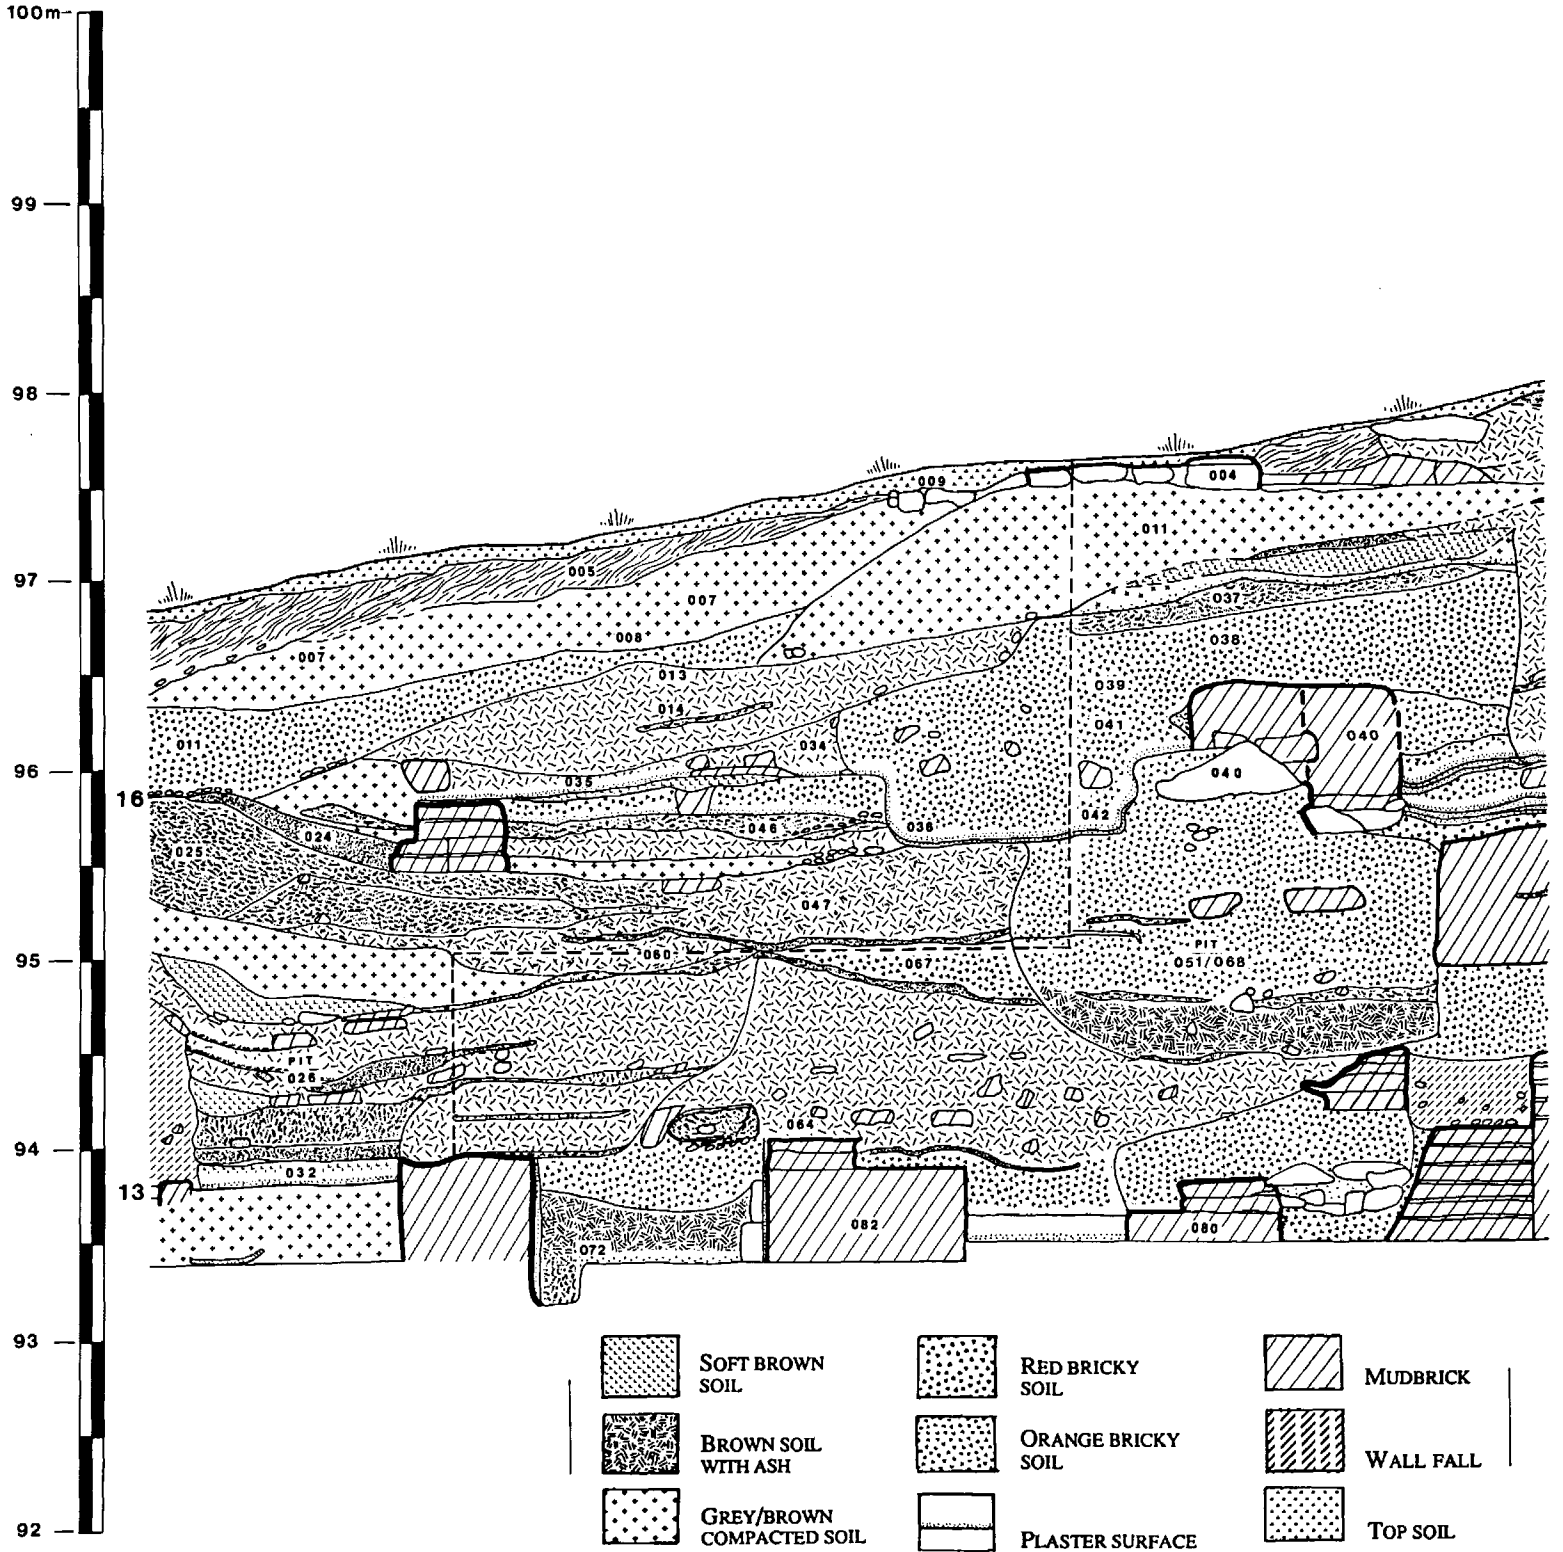 100m
99
98
009
004
011
97
005
037
007
008
038
007
013
039
014
041
011
034
040
96
035
040
16
042
036
046
024
025
047
95
060
067
PIT
051/068
PIT
026
064
94
032
13
082
080
072
93
SOFT BROWN
SOIL
RED BRICKY
SOIL
MUDBRICK
BROWN SOIL
WITH ASH
ORANGE BRICKY
SOIL
WALL FALL
GREY/BROWN
COMPACTED SOIL
PLASTER SURFACE
TOP SOIL
92